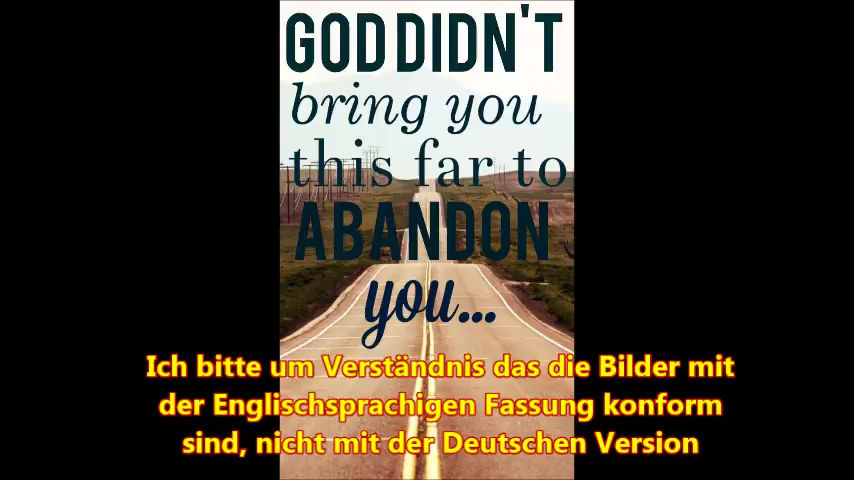 GOD DIDN'T
bring you
this far to
ABANDON
you...
Ich bitte um Verständnis das die Bilder mit
der Englischsprachigen Fassung konform
sind, nicht mit der Deutschen Version